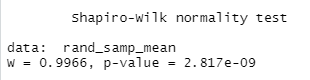 Shapiro-Wilk normality test
data:  rand_samp_mean
W = 0.9966, p-value = 2.817e-09